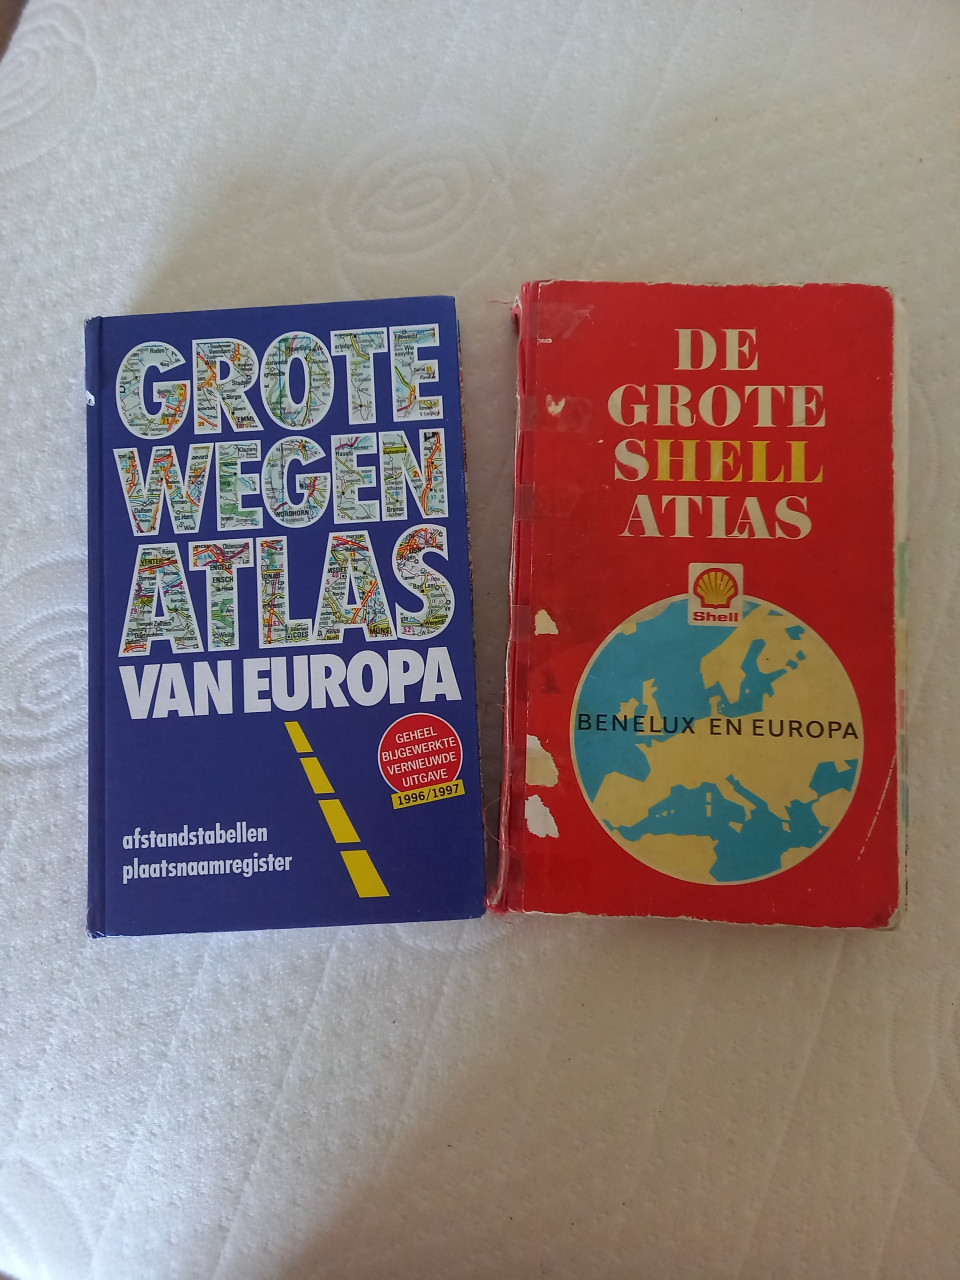 GROTE
WEGEN
ATLAS
VAN EUROPA
GEHEEL
BIJGEWERKTE
VERNIEUWDE
UITGAVE
1996/1997
afstandstabellen
plaatsnaamregister
DE
GROTE
SHELL
ATLAS
Shell
BENELUX EN EUROPA